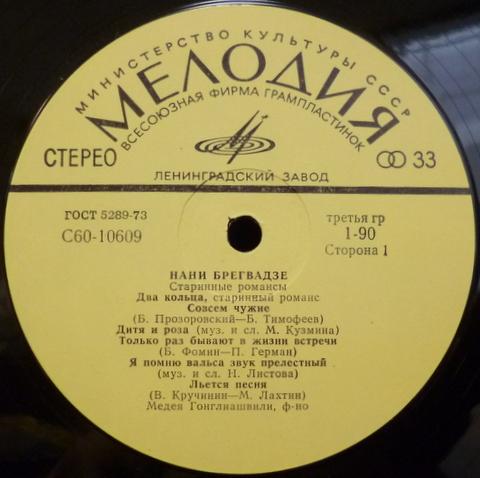 МИНИСТЕРСТВО КУЛЬТУРЫ СССР
МЕЛОДИЯ
ВСЕСОЮЗНАЯ ФИРМА ГРАМПЛАСТИНОК
СТЕРЕО
33
ЛЕНИНГРАДСКИЙ ЗАВОД
ГОСТ 5289-73
третья гр
С60-10609
1-90
Сторона 1
НАНИ БРЕГВАДЗЕ
Старинные романсы
Два кольца, старинный романс
Совсем чужие
(Б. Прозоровский—Б. Тимофеев)
Дитя и роза (муз. и сл. М. Кузмина)
Только раз бывают в жизни встречи
(Б. Фомин—П. Герман)
Я помню вальса звук прелестный
(муз. и сл. Н. Листова)
Льется песня
(В. Кручинин—М. Лахтин)
Медея Гонглиашвили, ф-но